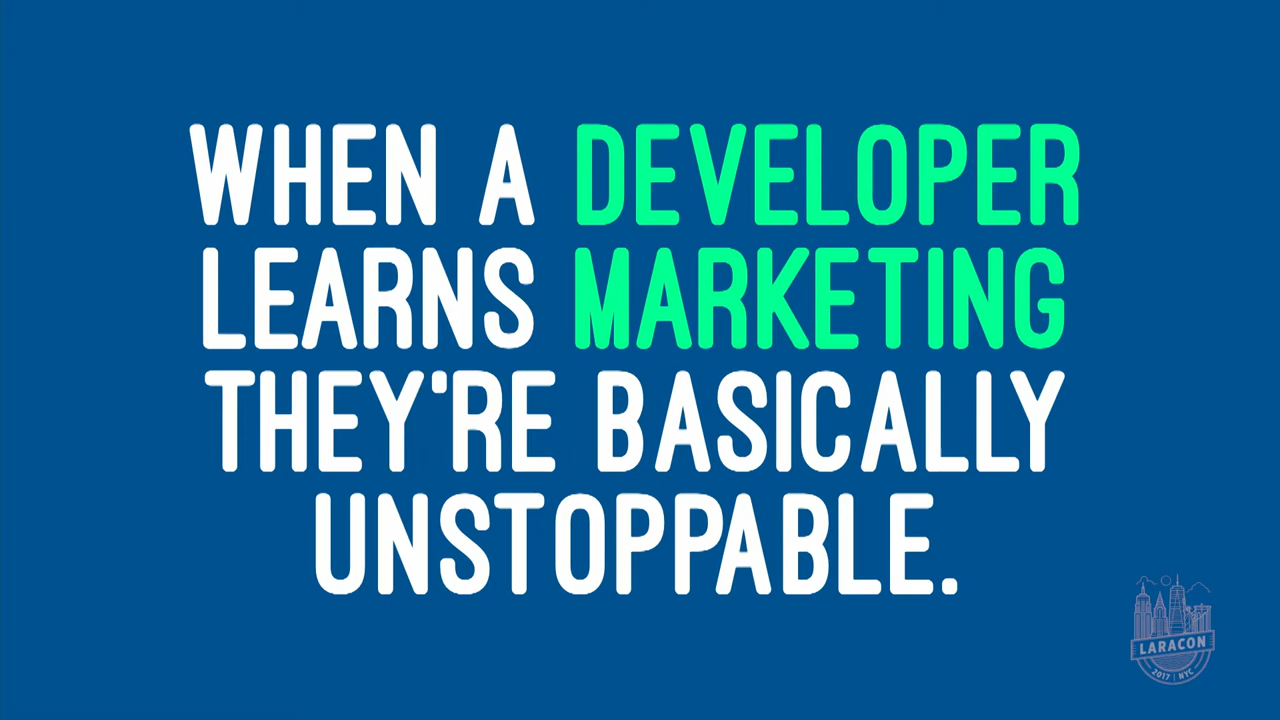 WHEN A DEVELOPER
LEARNS MARKETING
THEY'RE BASICALLY
UNSTOPPABLE.
LARACON
2017 | NYC